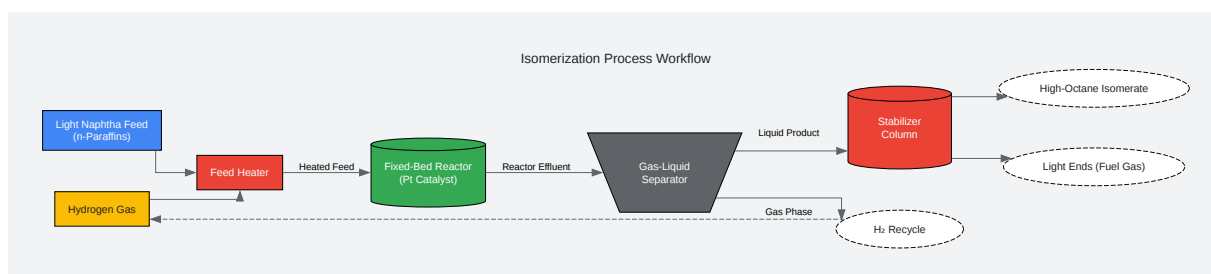 Isomerization Process Workflow
Light Naphtha Feed
(n-Paraffins)
Hydrogen Gas
Feed Heater
Heated Feed
Fixed-Bed Reactor
(Pt Catalyst)
Reactor Effluent
Gas-Liquid
Separator
Liquid Product
Gas Phase
Stabilizer
Column
High-Octane Isomerate
Light Ends (Fuel Gas)
H₂ Recycle